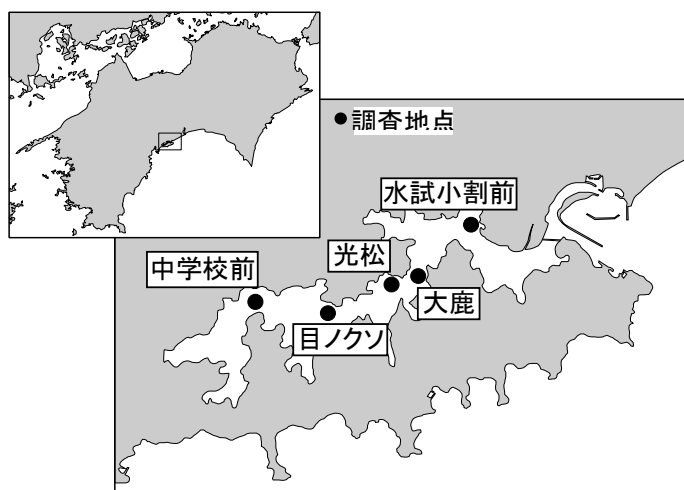 ●調査地点
水試小割前
光松
中学校前
大鹿
目ノクソ